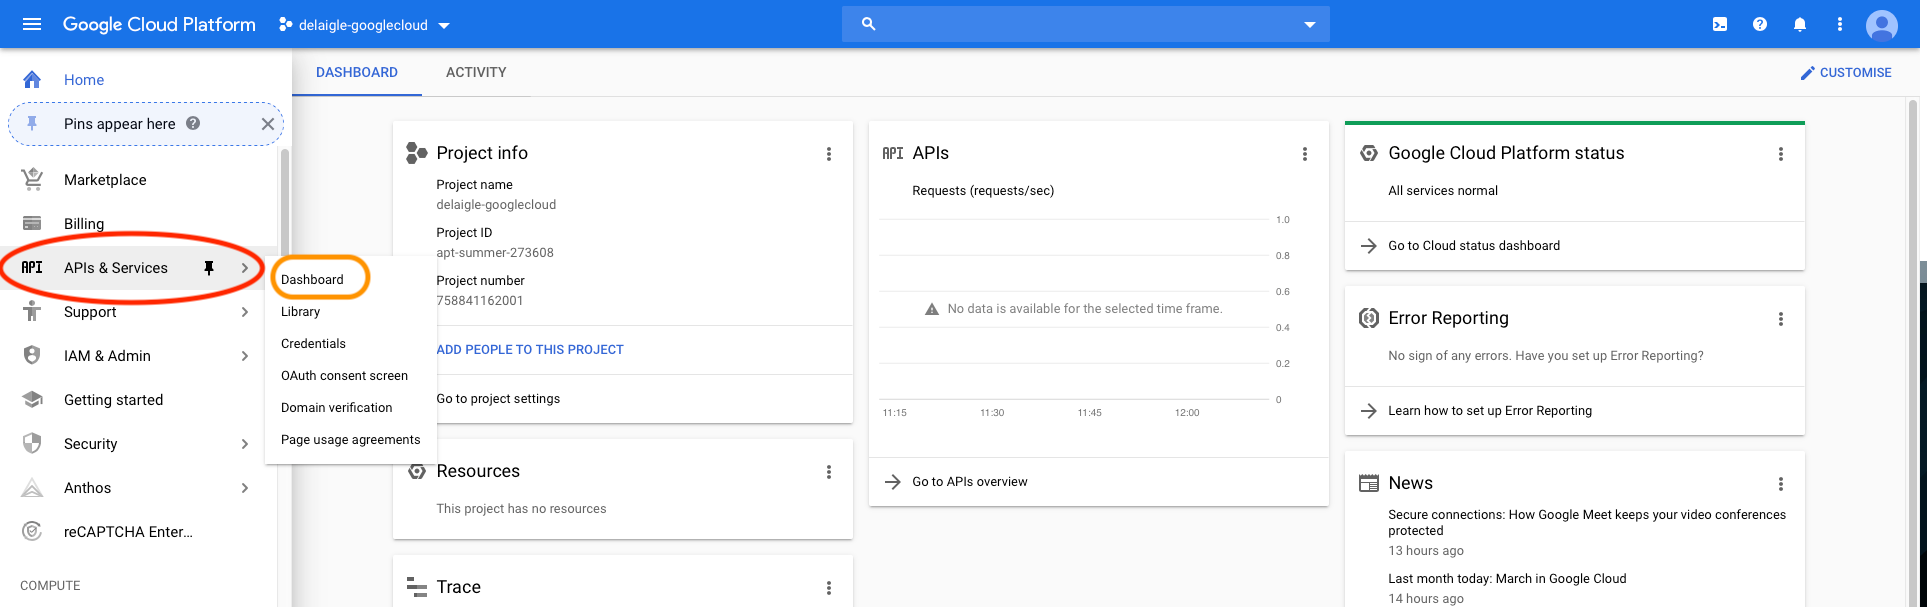 Google Cloud Platform
delaigle-googlecloud
DASHBOARD
ACTIVITY
CUSTOMISE
Home
Pins appear here
Marketplace
Billing
API
APIs & Services
Support
IAM & Admin
Getting started
Security
Anthos
reCAPTCHA Enter...
COMPUTE
Dashboard
Library
Credentials
OAuth consent screen
Domain verification
Page usage agreements
Project info
Project name
delaigle-googlecloud
Project ID
apt-summer-273608
Project number
758841162001
ADD PEOPLE TO THIS PROJECT
Go to project settings
Resources
This project has no resources
Trace
API APIs
Requests (requests/sec)
1.0
0.8
0.6
No data is available for the selected time frame.
0.4
0.2
0
11:15 11:30 11:45 12:00
Go to APIs overview
Google Cloud Platform status
All services normal
Go to Cloud status dashboard
Error Reporting
No sign of any errors. Have you set up Error Reporting?
Learn how to set up Error Reporting
News
Secure connections: How Google Meet keeps your video conferences
protected
13 hours ago
Last month today: March in Google Cloud
14 hours ago